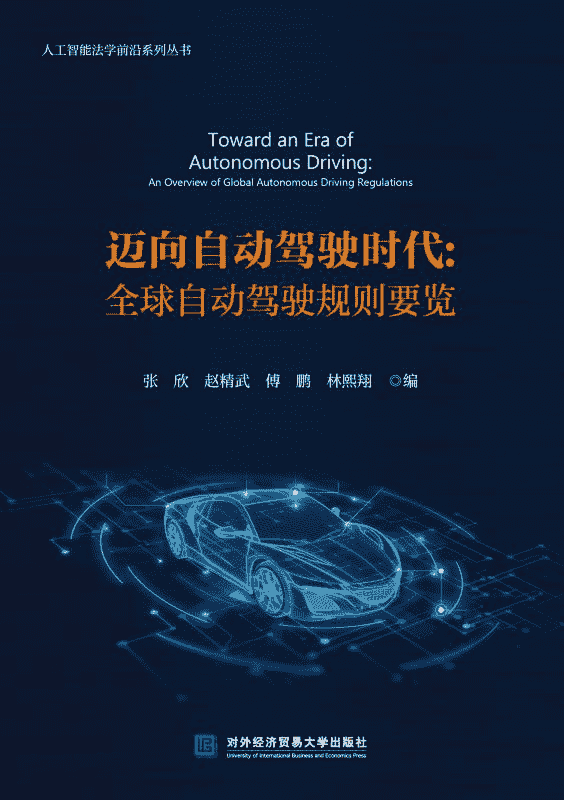 人工智能法学前沿系列丛书
Toward an Era of
Autonomous Driving:
An Overview of Global Autonomous Driving Regulations
迈向自动驾驶时代:
全球自动驾驶规则要览
张 欣 赵精武 傅 鹏 林熙翔 ◎编
对外经济贸易大学出版社
University of International Business and Economics Press